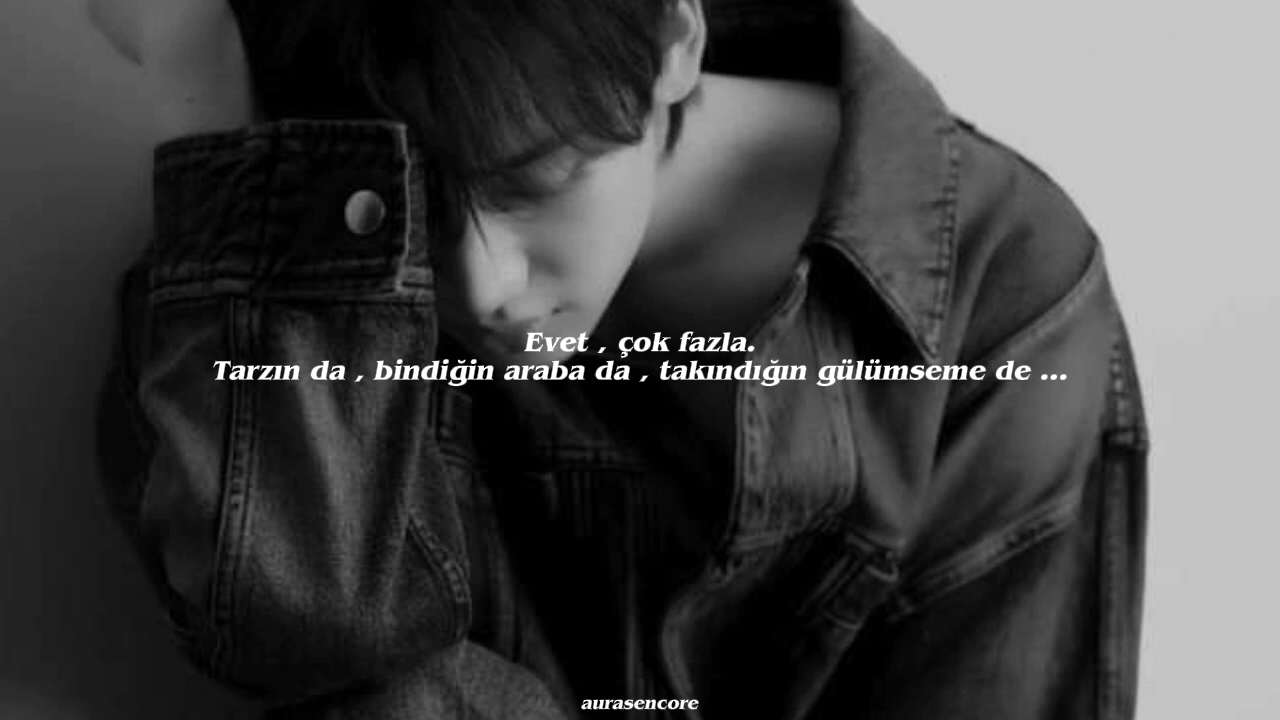 Evet , çok fazla.
Tarzın da , bindiğin araba da , takındığın gülümseme de ...
aurasencore